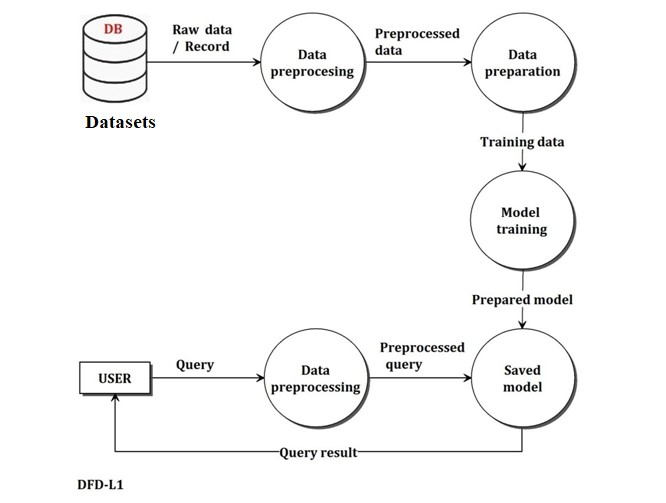 DB
Raw data
/ Record
Data
preprocesing
Preprocessed
data
Data
preparation
Datasets
Training data
Model
training
Prepared model
USER
Query
Data
preprocessing
Preprocessed
query
Saved
model
Query result
DFD-L1